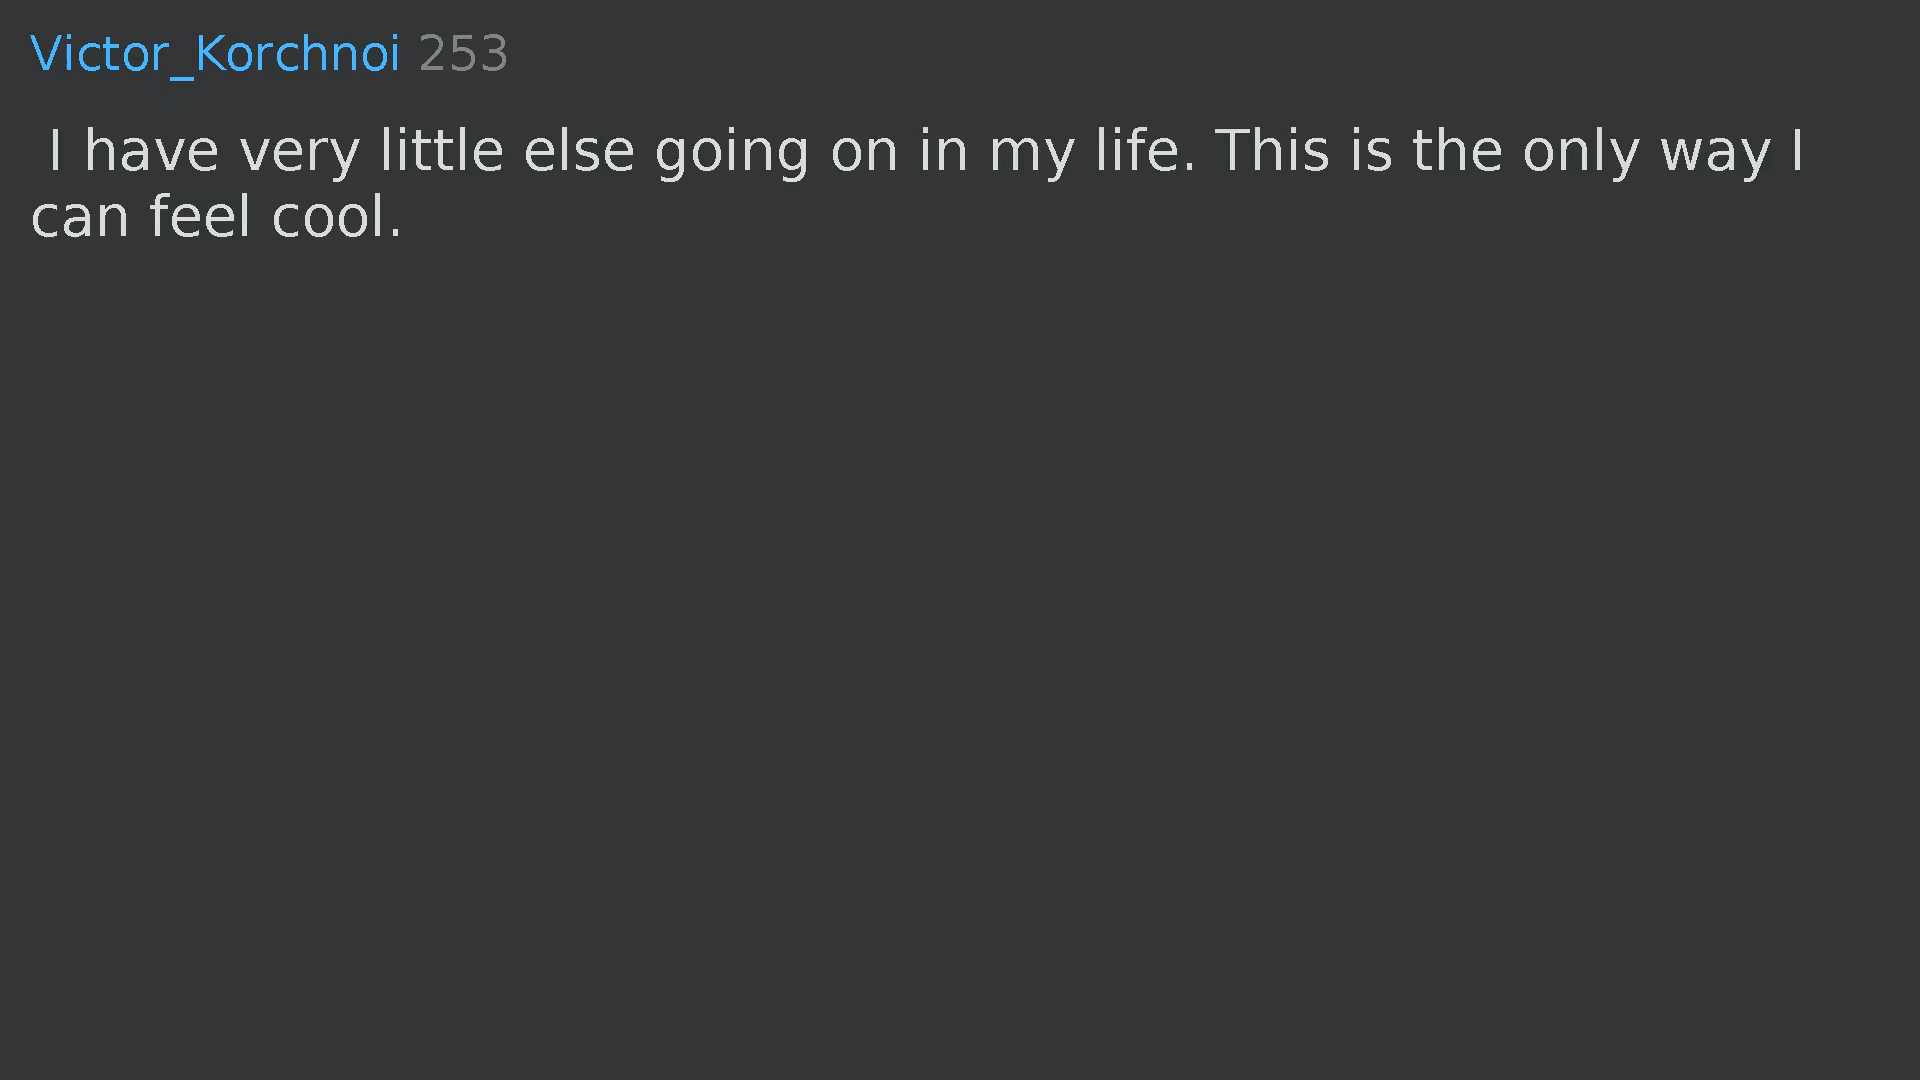 Victor_Korchnoi 253
I have very little else going on in my life. This is the only way I
can feel cool.